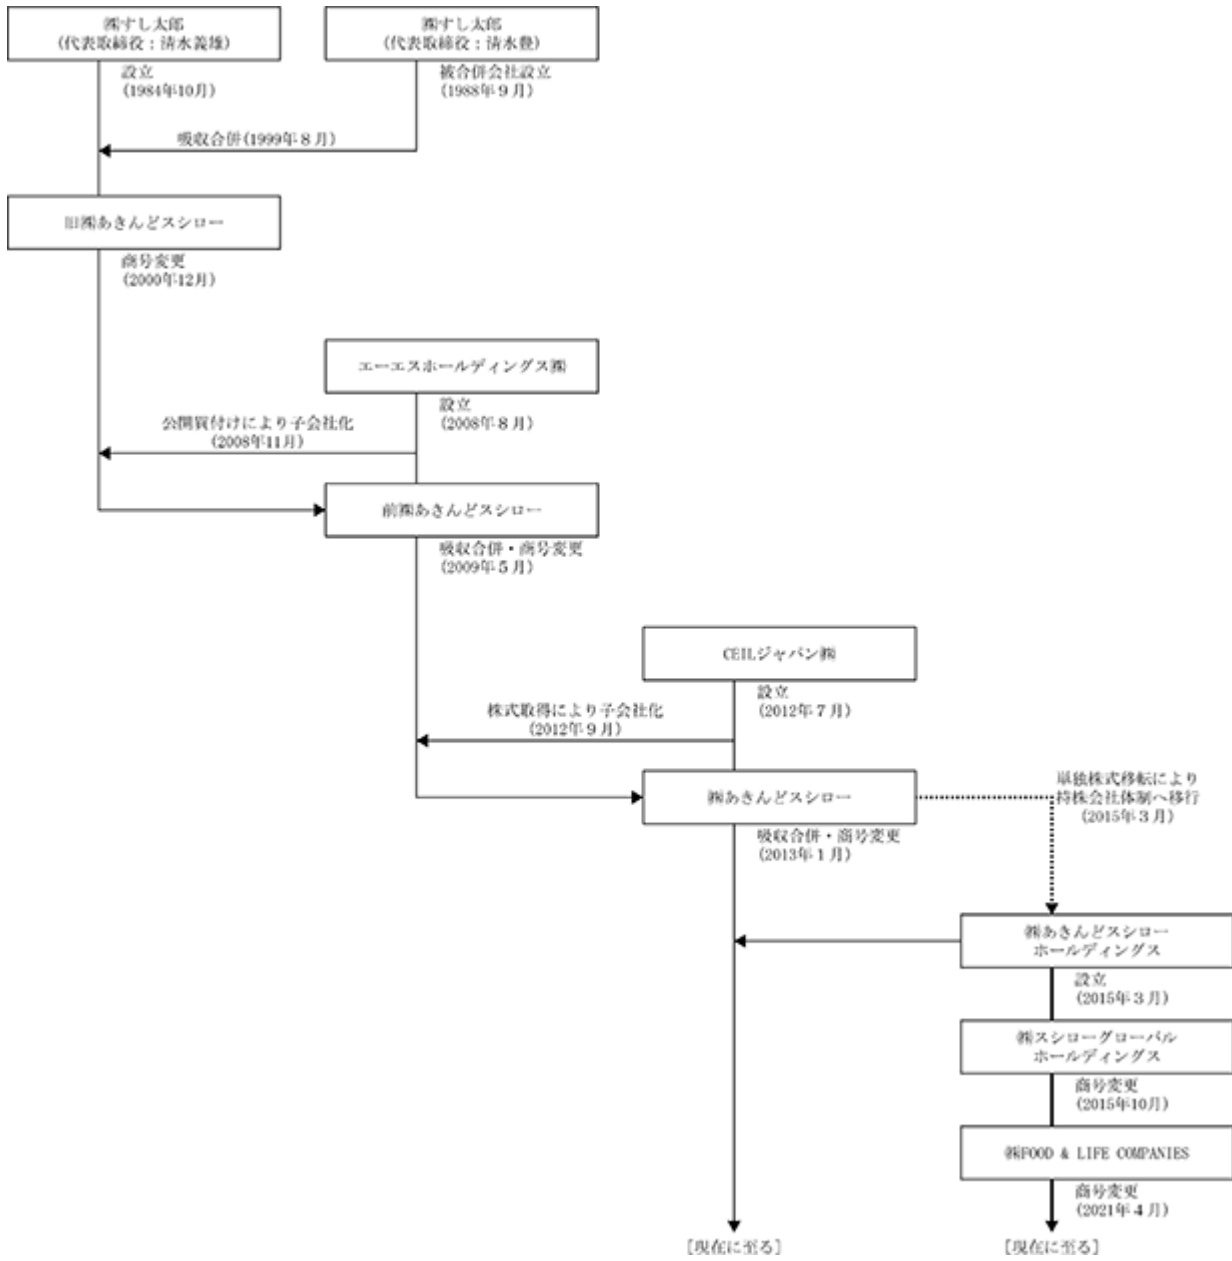 ㈱すし太郎
(代表取締役：清水義雄)
㈱すし太郎
(代表取締役：清水豊)
設立
(1984年10月)
被合併会社設立
(1988年９月)
吸収合併(1999年８月)
旧㈱あきんどスシロー
商号変更
(2000年12月)
エーエスホールディングス㈱
設立
(2008年８月)
公開買付けにより子会社化
(2008年11月)
前㈱あきんどスシロー
吸収合併・商号変更
(2009年５月)
CEILジャパン㈱
設立
(2012年７月)
株式取得により子会社化
(2012年９月)
㈱あきんどスシロー
吸収合併・商号変更
(2013年１月)
単独株式移転により
持株会社体制へ移行
(2015年３月)
㈱あきんどスシロー
ホールディングス
設立
(2015年３月)
㈱スシローグローバル
ホールディングス
商号変更
(2015年10月)
㈱FOOD & LIFE COMPANIES
商号変更
(2021年４月)
[現在に至る]
[現在に至る]